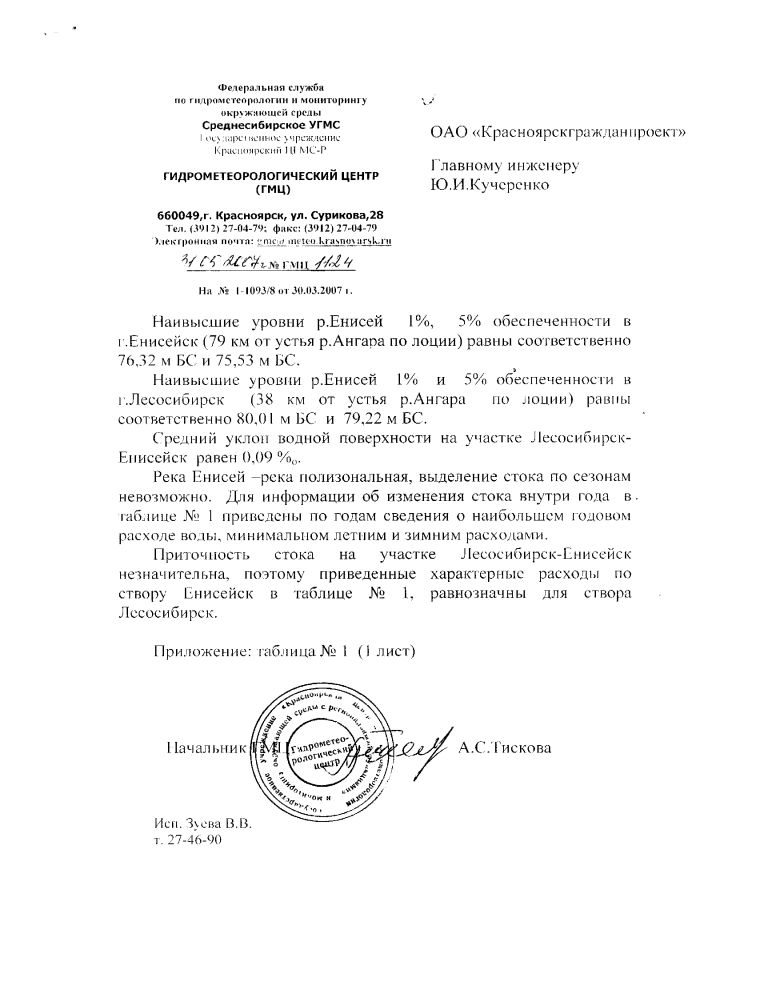 Федеральная служба
по гидрометеорологии и мониторингу
окружающей среды
Среднесибирское УГМС
Государственное учреждение
Красноярский ЦГМС-Р
ГИДРОМЕТЕОРОЛОГИЧЕСКИЙ ЦЕНТР
(ГМЦ)
660049,г. Красноярск, ул. Сурикова,28
Тел. (3912) 27-04-79; факс: (3912) 27-04-79
Электронная почта: gmc@meteo.krasnoyarsk.ru
31 05 2007г № ГМЦ 1124
На № 1-1093/8 от 30.03.2007 г.
ОАО «Красноярскгражданпроект»
Главному инженеру
Ю.И.Кучеренко
Наивысшие уровни р.Енисей 1%, 5% обеспеченности в
г.Енисейск (79 км от устья р.Ангара по лоции) равны соответственно
76,32 м БС и 75,53 м БС.
Наивысшие уровни р.Енисей 1% и 5% обеспеченности в
г.Лесосибирск (38 км от устья р.Ангара по лоции) равны
соответственно 80,01 м БС и 79,22 м БС.
Средний уклон водной поверхности на участке Лесосибирск-
Енисейск равен 0,09 %о.
Река Енисей –река полизональная, выделение стока по сезонам
невозможно. Для информации об изменения стока внутри года в
таблице № 1 приведены по годам сведения о наибольшем годовом
расходе воды, минимальном летним и зимним расходами.
Приточность стока на участке Лесосибирск-Енисейск
незначительна, поэтому приведенные характерные расходы по
створу Енисейск в таблице № 1, равнозначны для створа
Лесосибирск.
Приложение: таблица № 1 (1 лист)
Начальник ГМЦ А.С.Тискова
Гидрометео-
рологический
центр
Исп. Зуева В.В.
т. 27-46-90